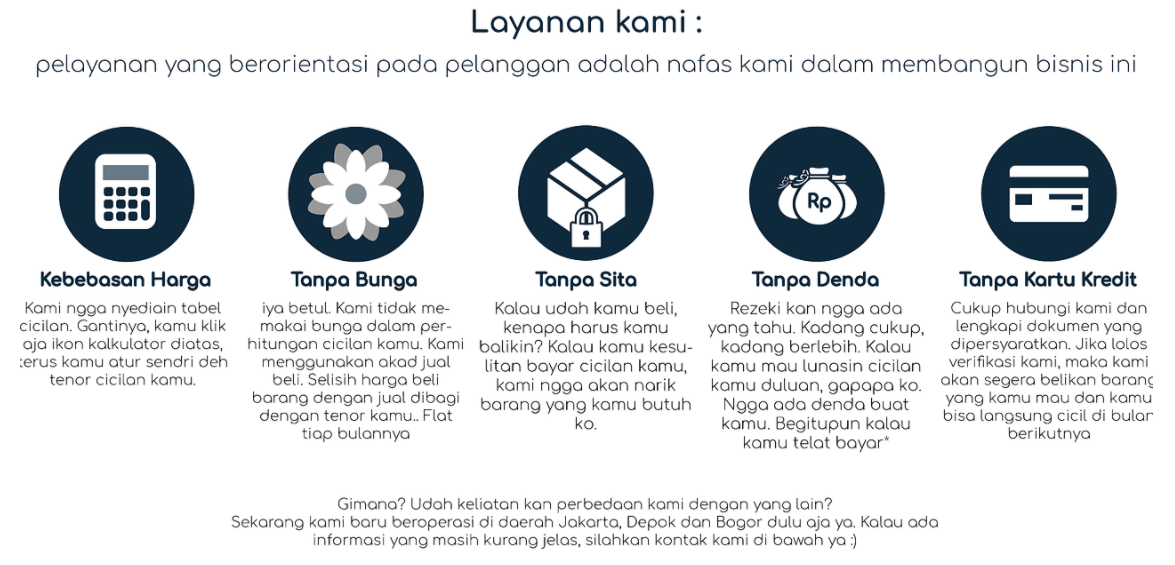 Layanan kami :
pelayanan yang berorientasi pada pelanggan adalah nafas kami dalam membangun bisnis ini
Kebebasan Harga
Kami ngga nyediain tabel
cicilan. Gantinya, kamu klik
aja ikon kalkulator diatas,
terus kamu atur sendri deh
tenor cicilan kamu.
Tanpa Bunga
iya betul. Kami tidak me-
makai bunga dalam per-
hitungan cicilan kamu. Kami
menggunakan akad jual
beli. Selisih harga beli
barang dengan jual dibagi
dengan tenor kamu.. Flat
tiap bulannya
Tanpa Sita
Kalau udah kamu beli,
kenapa harus kamu
balikin? Kalau kamu kesu-
litan bayar cicilan kamu,
kami ngga akan narik
barang yang kamu butuh
ko.
Rp
Tanpa Denda
Rezeki kan ngga ada
yang tahu. Kadang cukup,
kadang berlebih. Kalau
kamu mau lunasin cicilan
kamu duluan, gapapa ko.
Ngga ada denda buat
kamu. Begitupun kalau
kamu telat bayar*
Tanpa Kartu Kredit
Cukup hubungi kami dan
lengkapi dokumen yang
dipersyaratkan. Jika lolos
verifikasi kami, maka kami
akan segera belikan barang
yang kamu mau dan kamu
bisa langsung cicil di bulan
berikutnya
Gimana? Udah keliatan kan perbedaan kami dengan yang lain?
Sekarang kami baru beroperasi di daerah Jakarta, Depok dan Bogor dulu aja ya. Kalau ada
informasi yang masih kurang jelas, silahkan kontak kami di bawah ya :)